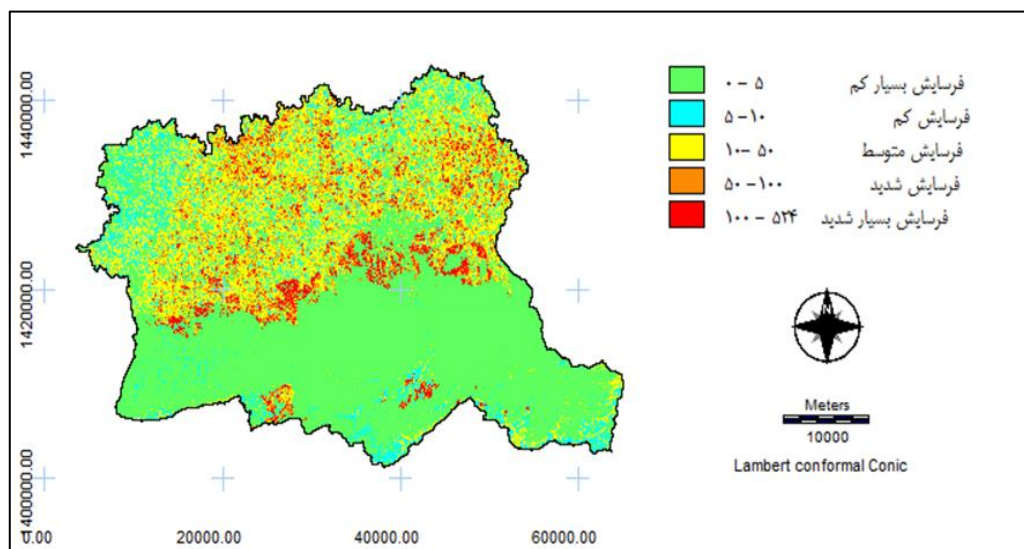 ۰ - ۵ فرسایش بسیار کم
۵ - ۱۰ فرسایش کم
۱۰ - ۵۰ فرسایش متوسط
۵۰ - ۱۰۰ فرسایش شدید
۱۰۰ - ۵۲۴ فرسایش بسیار شدید
1440000.00
1420000.00
1400000.00
0.00 20000.00 40000.00 60000.00
Meters
10000
Lambert conformal Conic